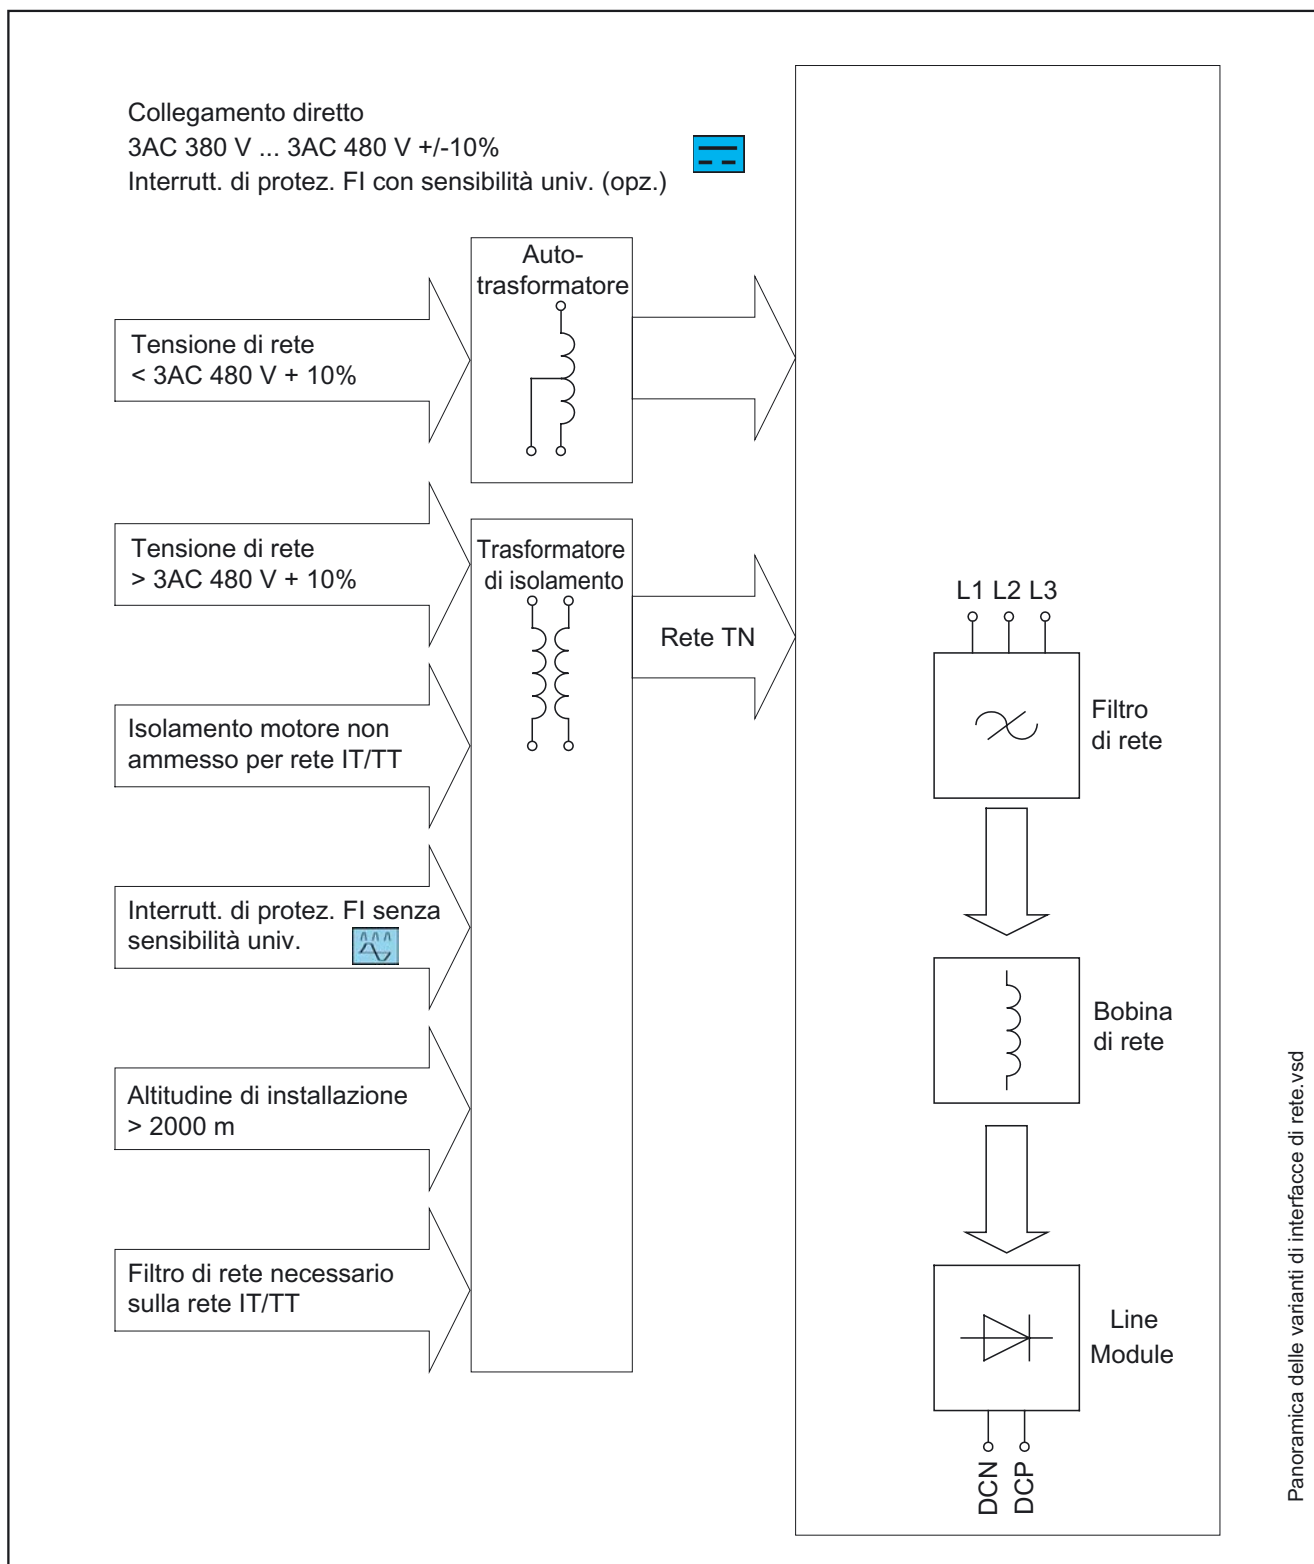 Collegamento diretto
3AC 380 V ... 3AC 480 V +/-10%
Interrutt. di protez. FI con sensibilità univ. (opz.)
Auto-
trasformatore
Tensione di rete
< 3AC 480 V + 10%
Tensione di rete
> 3AC 480 V + 10%
Trasformatore
di isolamento
Rete TN
Isolamento motore non
ammesso per rete IT/TT
Interrutt. di protez. FI senza
sensibilità univ.
Altitudine di installazione
> 2000 m
Filtro di rete necessario
sulla rete IT/TT
L1 L2 L3
Filtro
di rete
Bobina
di rete
Line
Module
DCN
DCP
Panoramica delle varianti di interfacce di rete.vsd